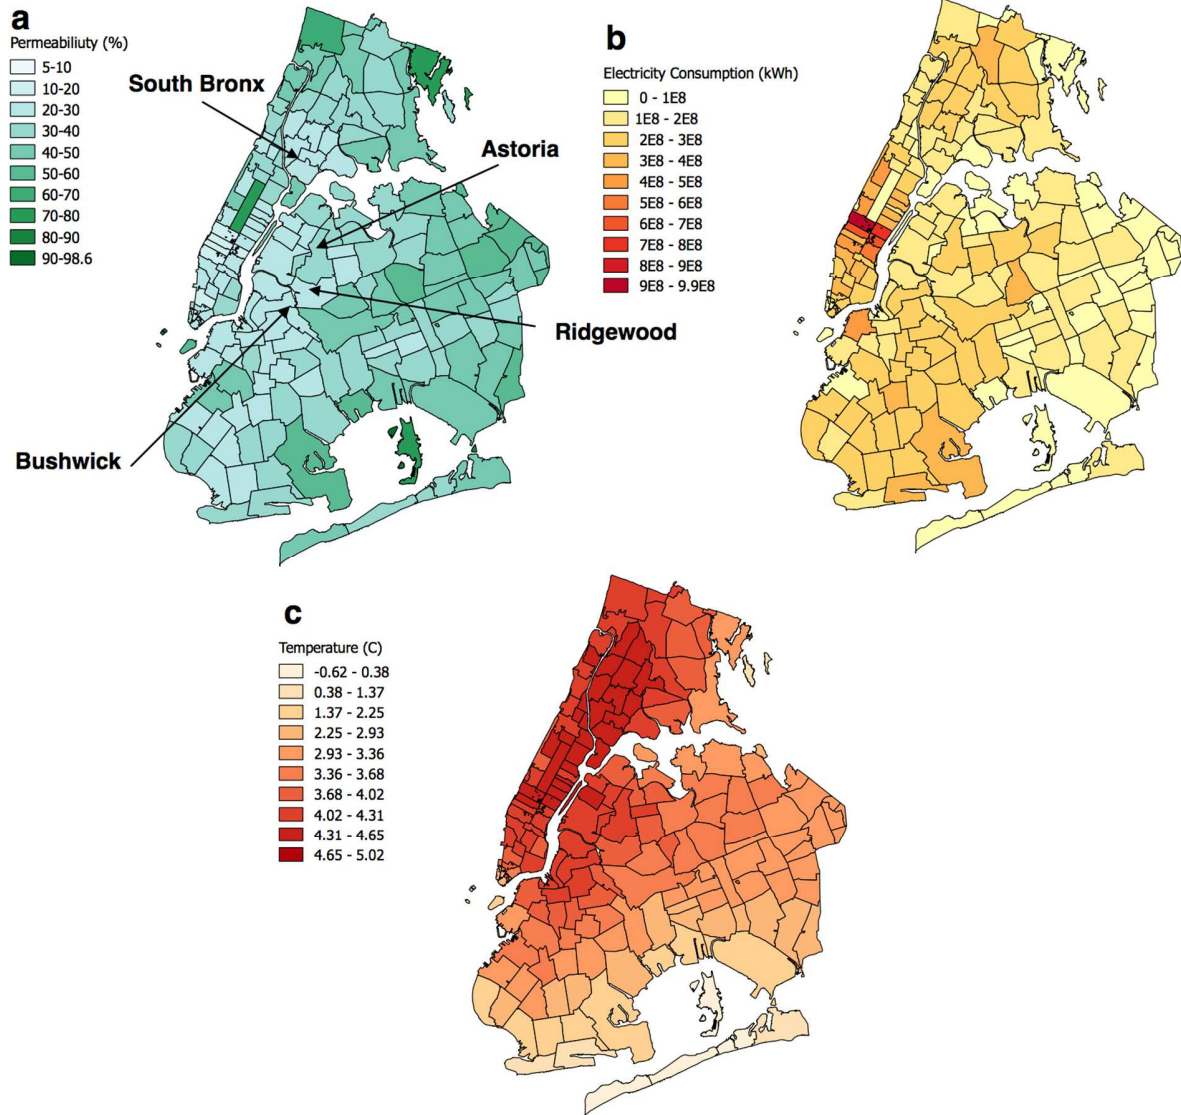 a
Permeabiliuty (%)
5-10
10-20
20-30
30-40
40-50
50-60
60-70
70-80
80-90
90-98.6
South Bronx
Astoria
Ridgewood
Bushwick
b
Electricity Consumption (kWh)
0 - 1E8
1E8 - 2E8
2E8 - 3E8
3E8 - 4E8
4E8 - 5E8
5E8 - 6E8
6E8 - 7E8
7E8 - 8E8
8E8 - 9E8
9E8 - 9.9E8
c
Temperature (C)
-0.62 - 0.38
0.38 - 1.37
1.37 - 2.25
2.25 - 2.93
2.93 - 3.36
3.36 - 3.68
3.68 - 4.02
4.02 - 4.31
4.31 - 4.65
4.65 - 5.02